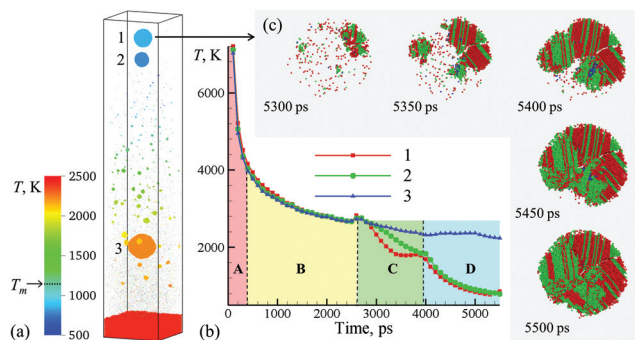 (a)
1
2
3
T, K
2500
2000
1500
1000
500
Tm
(b)
T, K
6000
4000
2000
0 1000 2000 3000 4000 5000
Time, ps
A B C D
1
2
3
(c)
5300 ps
5350 ps
5400 ps
5450 ps
5500 ps